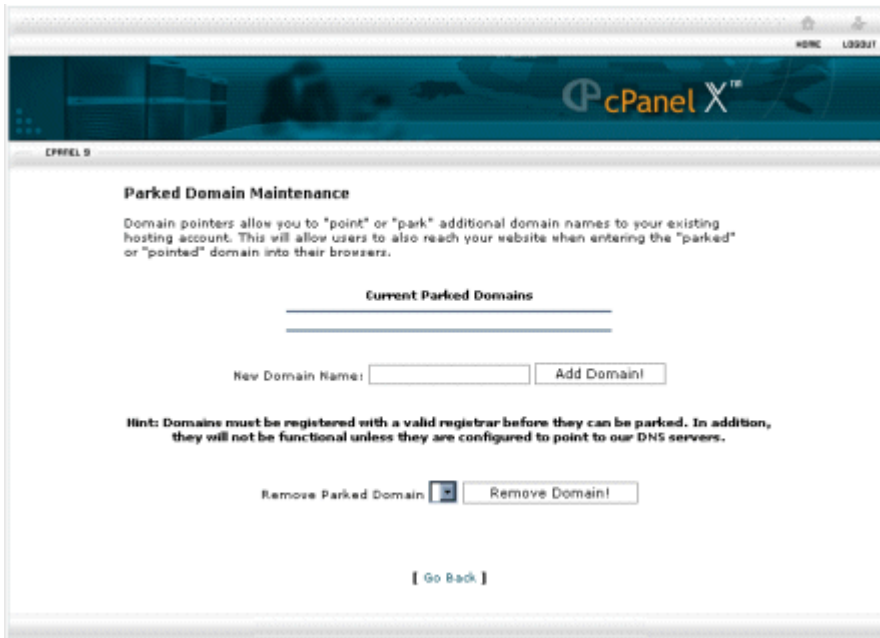 HOME LOGOUT
cPanel X™
CPANEL 9
Parked Domain Maintenance
Domain pointers allow you to "point" or "park" additional domain names to your existing
hosting account. This will allow users to also reach your website when entering the "parked"
or "pointed" domain into their browsers.
Current Parked Domains
New Domain Name: Add Domain!
Hint: Domains must be registered with a valid registrar before they can be parked. In addition,
they will not be functional unless they are configured to point to our DNS servers.
Remove Parked Domain Remove Domain!
[ Go Back ]